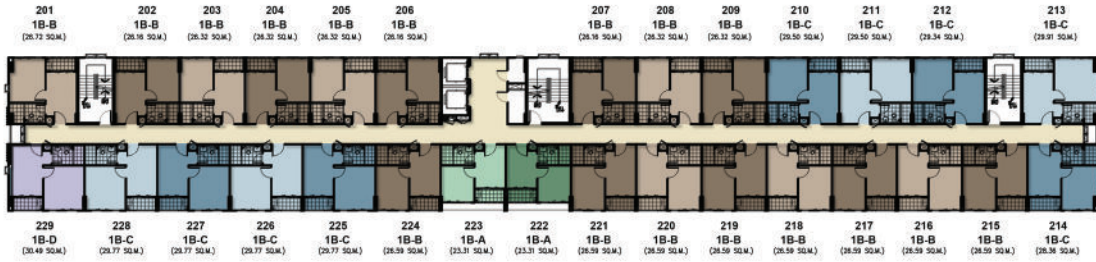 201 202 203 204 205 206 207 208 209 210 211 212 213
1B-B 1B-B 1B-B 1B-B 1B-B 1B-B 1B-B 1B-B 1B-B 1B-C 1B-C 1B-C 1B-C
(26.72 SQ.M.) (26.16 SQ.M.) (26.32 SQ.M.) (26.32 SQ.M.) (26.32 SQ.M.) (26.16 SQ.M.) (26.16 SQ.M.) (26.32 SQ.M.) (26.32 SQ.M.) (29.50 SQ.M.) (29.50 SQ.M.) (29.34 SQ.M.) (29.91 SQ.M.)
229 228 227 226 225 224 223 222 221 220 219 218 217 216 215 214
1B-D 1B-C 1B-C 1B-C 1B-C 1B-B 1B-A 1B-A 1B-B 1B-B 1B-B 1B-B 1B-B 1B-B 1B-B 1B-C
(30.49 SQ.M.) (29.77 SQ.M.) (29.77 SQ.M.) (29.77 SQ.M.) (29.77 SQ.M.) (26.59 SQ.M.) (23.31 SQ.M.) (23.31 SQ.M.) (26.59 SQ.M.) (26.59 SQ.M.) (26.59 SQ.M.) (26.59 SQ.M.) (26.59 SQ.M.) (26.59 SQ.M.) (26.59 SQ.M.) (28.36 SQ.M.)